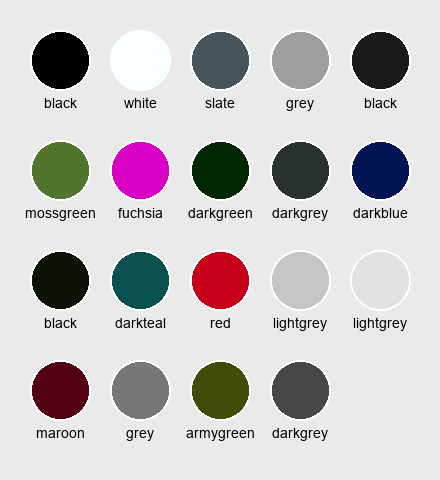 black white slate grey black
mossgreen fuchsia darkgreen darkgrey darkblue
black darkteal red lightgrey lightgrey
maroon grey armygreen darkgrey